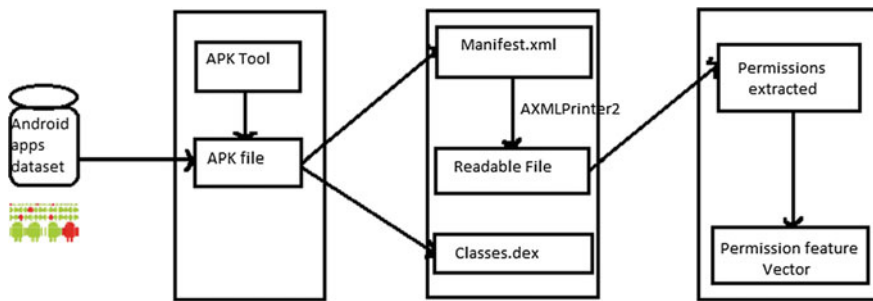 Android
apps
dataset
APK Tool
APK file
Manifest.xml
AXMLPrinter2
Readable File
Classes.dex
Permissions
extracted
Permission feature
Vector